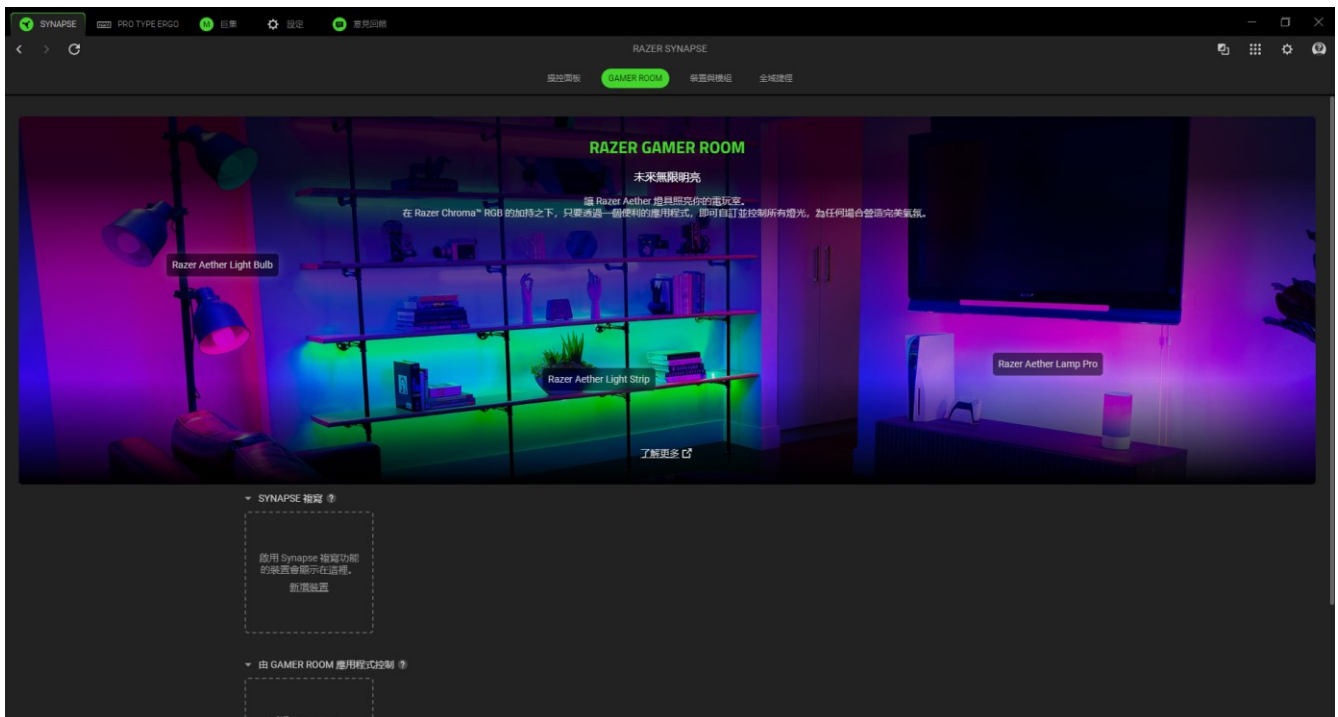 SYNAPSE
PRO TYPE ERGO
巨集
設定
意見回饋
RAZER SYNAPSE
操控面板
GAMER ROOM
裝置與模組
全域捷徑
RAZER GAMER ROOM
未來無限明亮
讓 Razer Aether 燈具照亮你的電玩室。
在 Razer Chroma™ RGB 的加持之下，只要透過一個便利的應用程式，即可自訂並控制所有燈光，為任何場合營造完美氣氛。
Razer Aether Light Bulb
Razer Aether Lamp Pro
Razer Aether Light Strip
了解更多
SYNAPSE 複寫 ?
啟用 Synapse 複寫功能
的裝置會顯示在這裡。
新增裝置
由 GAMER ROOM 應用程式控制 ?